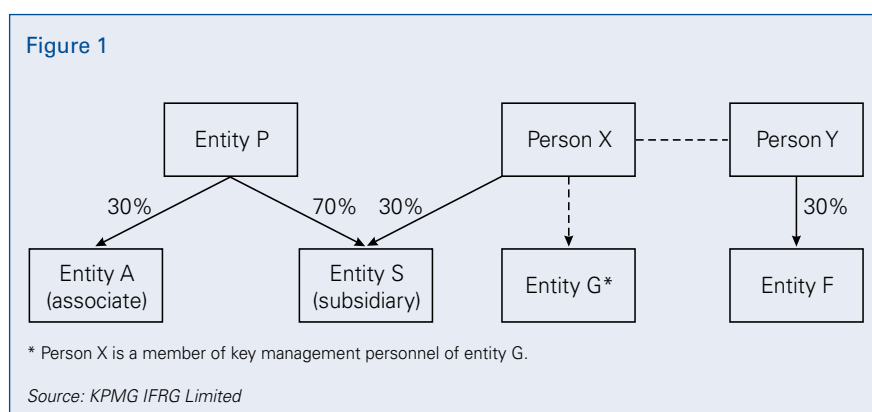 Figure 1
Entity P
Person X
Person Y
30%
70%
30%
30%
Entity A
(associate)
Entity S
(subsidiary)
Entity G*
Entity F
* Person X is a member of key management personnel of entity G.
Source: KPMG IFRG Limited